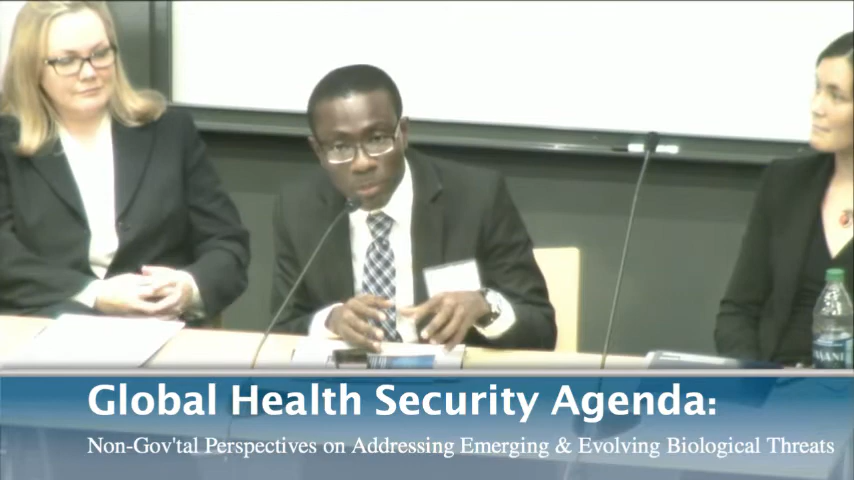 Global Health Security Agenda:
Non-Gov'tal Perspectives on Addressing Emerging & Evolving Biological Threats